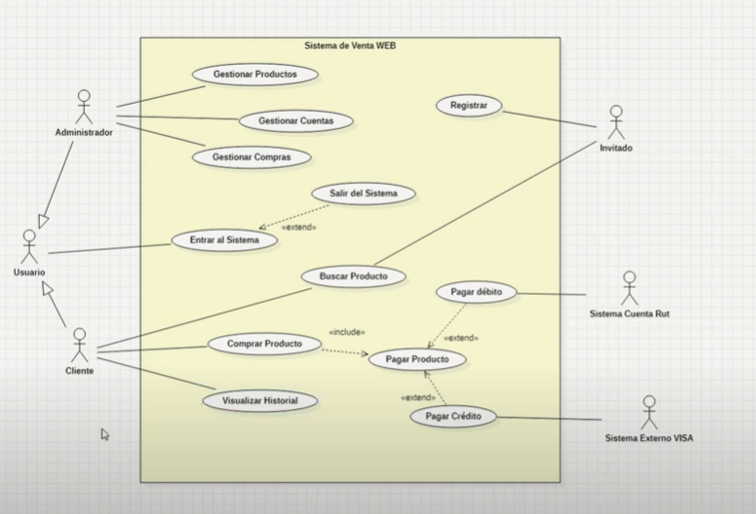 Sistema de Venta WEB
Gestionar Productos
Registrar
Gestionar Cuentas
Administrador
Invitado
Gestionar Compras
Salir del Sistema
«extend»
Entrar al Sistema
Usuario
Buscar Producto
Pagar débito
Sistema Cuenta Rut
«include»
«extend»
Comprar Producto
Pagar Producto
Cliente
«extend»
Visualizar Historial
Pagar Crédito
Sistema Externo VISA